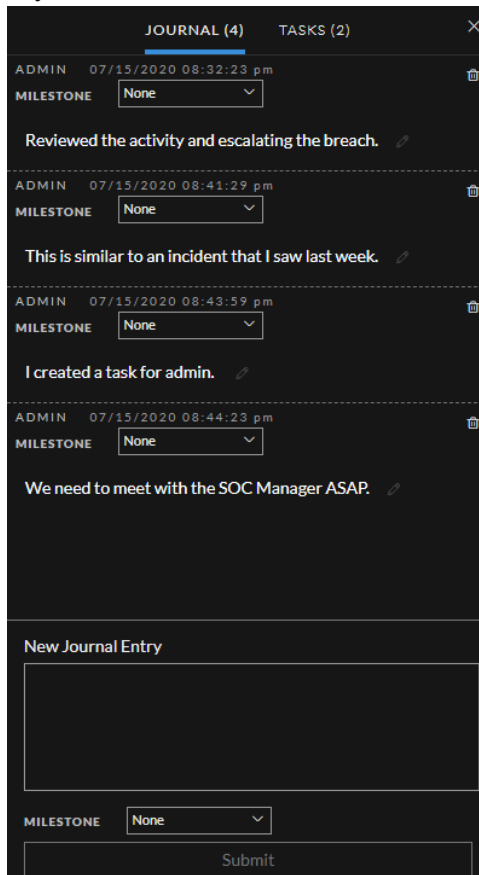 JOURNAL (4) TASKS (2)
ADMIN 07/15/2020 08:32:23 pm
MILESTONE None
Reviewed the activity and escalating the breach.
ADMIN 07/15/2020 08:41:29 pm
MILESTONE None
This is similar to an incident that I saw last week.
ADMIN 07/15/2020 08:43:59 pm
MILESTONE None
I created a task for admin.
ADMIN 07/15/2020 08:44:23 pm
MILESTONE None
We need to meet with the SOC Manager ASAP.
New Journal Entry
MILESTONE None
Submit